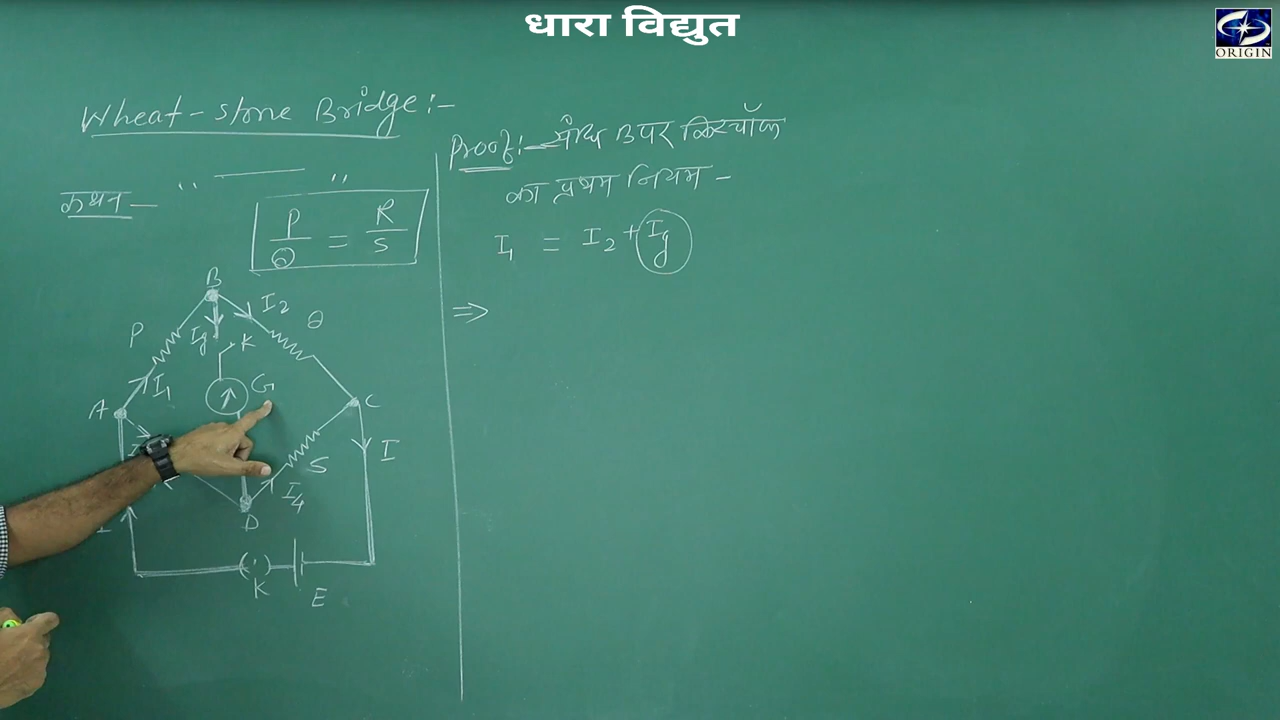 धारा विद्युत
ORIGIN
Wheat-stone Bridge:-
कथन— " —— "
P/Q = R/S
Proof:- संधि B पर किरचॉफ
का प्रथम नियम -
I₁ = I₂ + Ig
⇒
B
I₂
P
Q
Ig
K
I₁
G
A
C
I
S
I₄
D
K
E